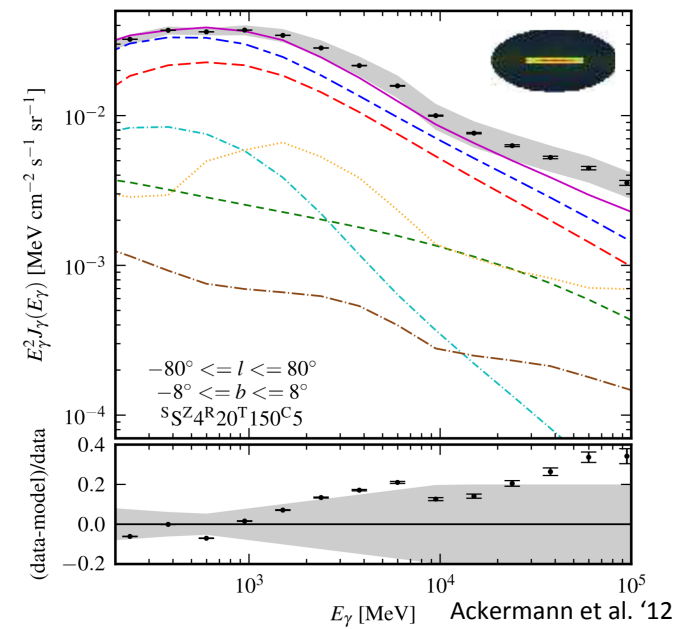 10⁻²
10⁻³
10⁻⁴
E²γJγ(Eγ) [MeV cm⁻² s⁻¹ sr⁻¹]
−80° <= l <= 80°
−8° <= b <= 8°
ˢSᶻ4ᴿ20ᵀ150ᶜ5
0.4
0.2
0.0
−0.2
(data-model)/data
10³ 10⁴ 10⁵
Eγ [MeV] Ackermann et al. ‘12